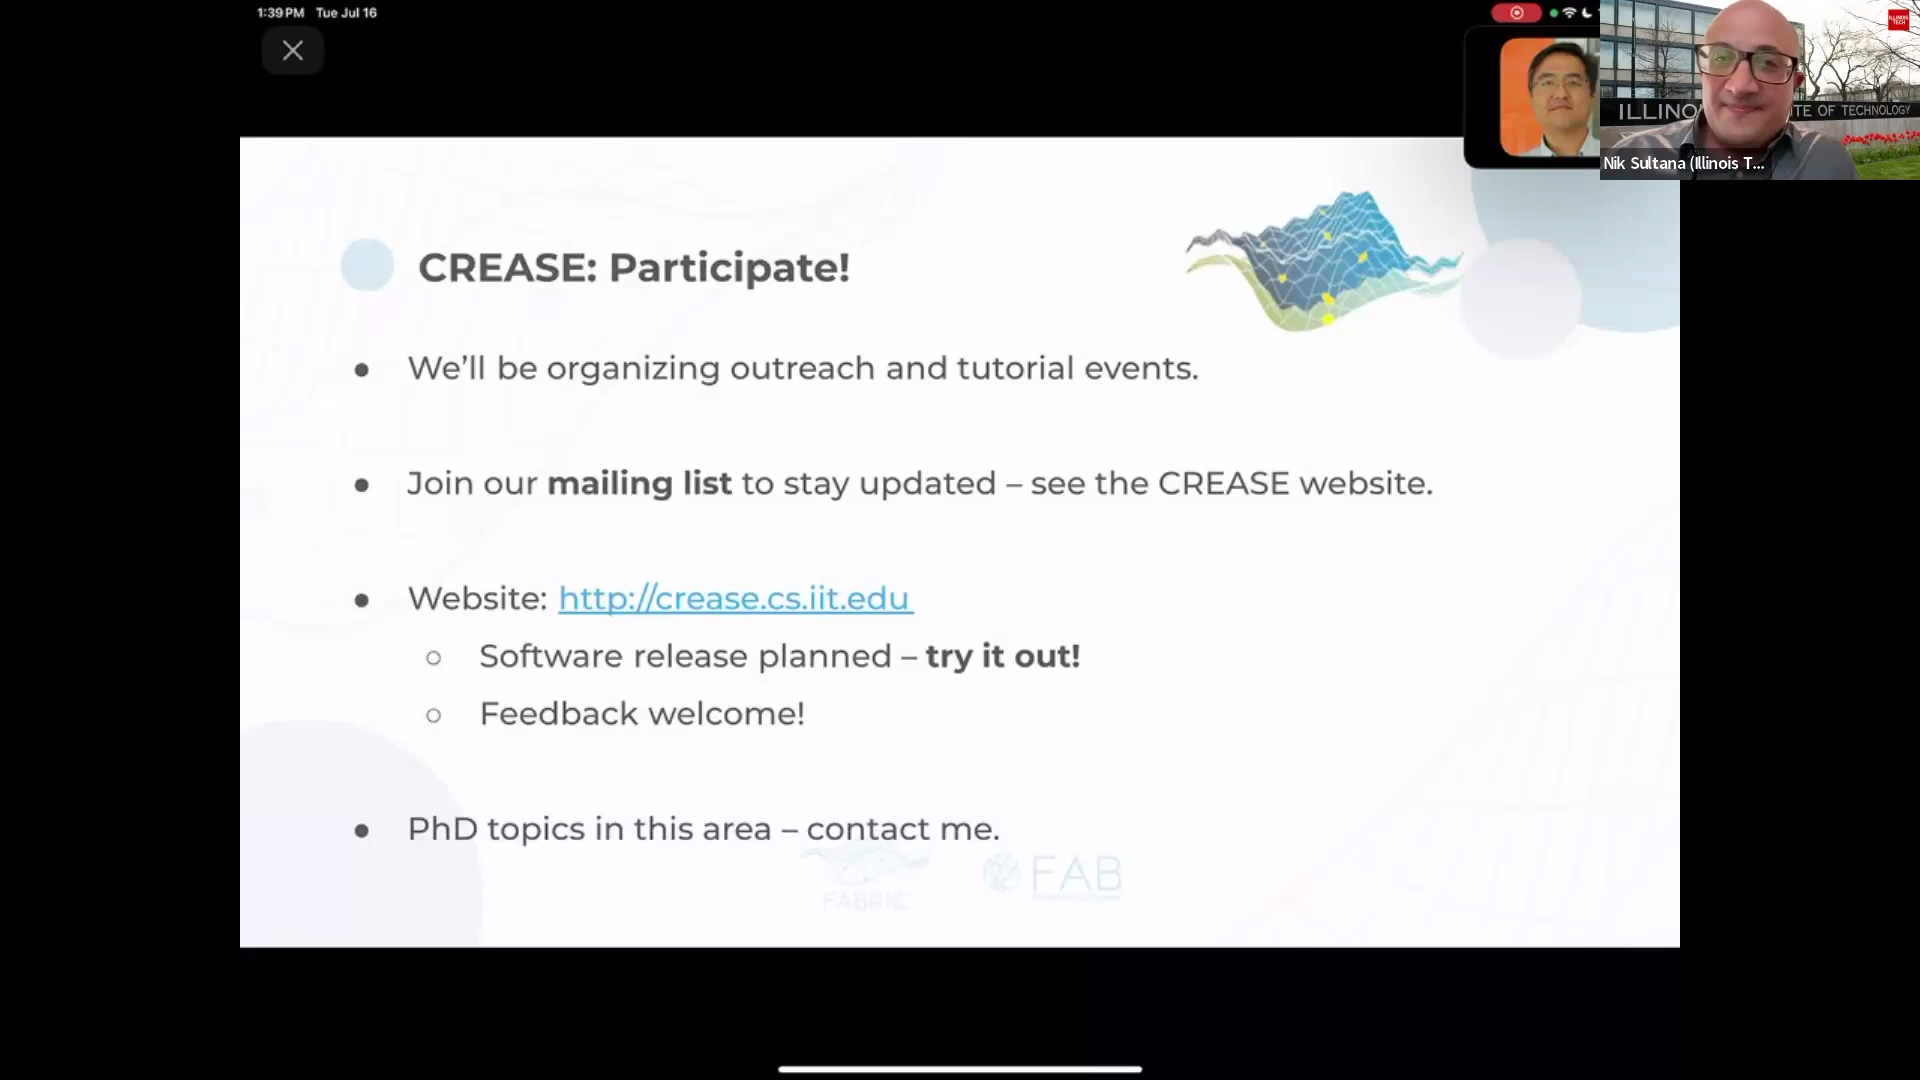 1:39 PM Tue Jul 16
ILLINO
TE OF TECHNOLOGY
ILLINOIS TECH
Nik Sultana (Illinois T...
CREASE: Participate!
● We’ll be organizing outreach and tutorial events.
● Join our mailing list to stay updated – see the CREASE website.
● Website: http://crease.cs.iit.edu
○ Software release planned – try it out!
○ Feedback welcome!
● PhD topics in this area – contact me.
FABRIC
FAB